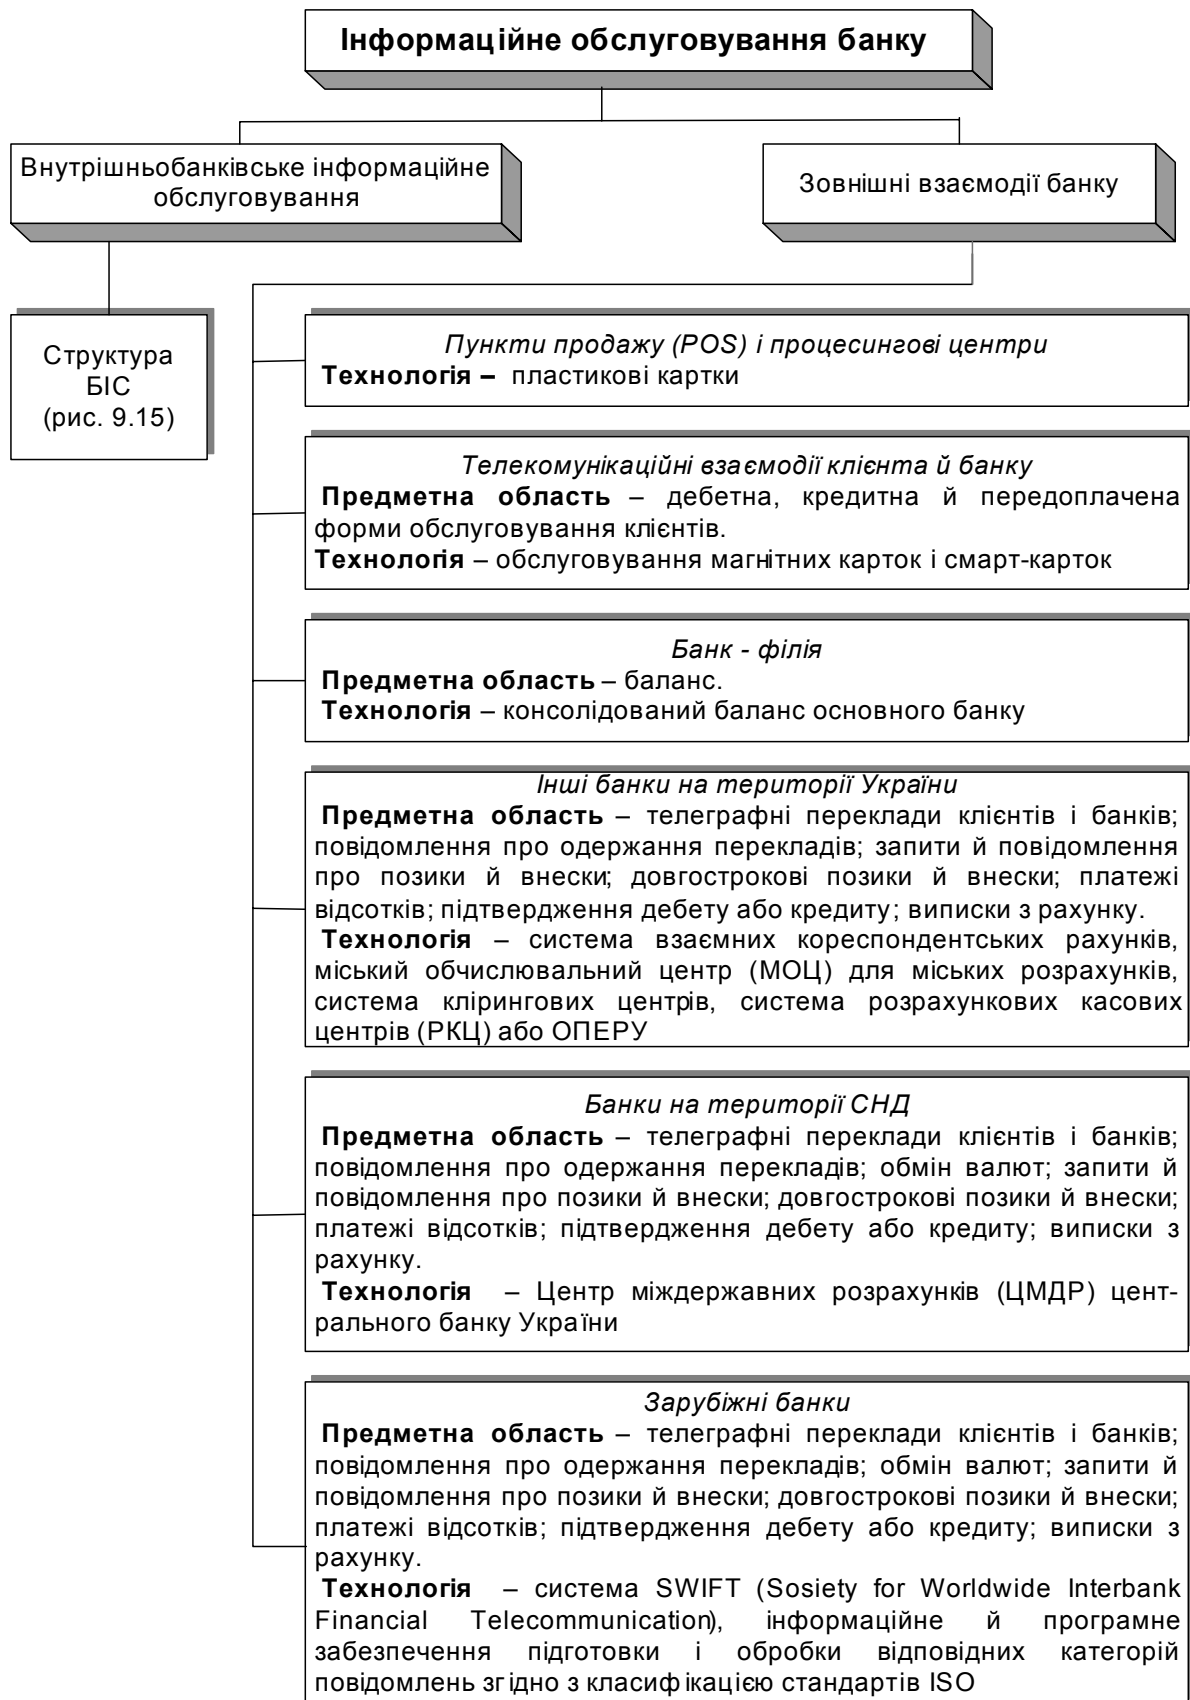 Інформаційне обслуговування банку
Внутрішньобанківське інформаційне
обслуговування
Зовнішні взаємодії банку
Структура
БІС
(рис. 9.15)
Пункти продажу (POS) і процесингові центри
Технологія – пластикові картки
Телекомунікаційні взаємодії клієнта й банку
Предметна область – дебетна, кредитна й передоплачена
форми обслуговування клієнтів.
Технологія – обслуговування магнітних карток і смарт-карток
Банк - філія
Предметна область – баланс.
Технологія – консолідований баланс основного банку
Інші банки на території України
Предметна область – телеграфні переклади клієнтів і банків;
повідомлення про одержання перекладів; запити й повідомлення
про позики й внески; довгострокові позики й внески; платежі
відсотків; підтвердження дебету або кредиту; виписки з рахунку.
Технологія – система взаємних кореспондентських рахунків,
міський обчислювальний центр (МОЦ) для міських розрахунків,
система клірингових центрів, система розрахункових касових
центрів (РКЦ) або ОПЕРУ
Банки на території СНД
Предметна область – телеграфні переклади клієнтів і банків;
повідомлення про одержання перекладів; обмін валют; запити й
повідомлення про позики й внески; довгострокові позики й внески;
платежі відсотків; підтвердження дебету або кредиту; виписки з
рахунку.
Технологія – Центр міждержавних розрахунків (ЦМДР) цент-
рального банку України
Зарубіжні банки
Предметна область – телеграфні переклади клієнтів і банків;
повідомлення про одержання перекладів; обмін валют; запити й
повідомлення про позики й внески; довгострокові позики й внески;
платежі відсотків; підтвердження дебету або кредиту; виписки з
рахунку.
Технологія – система SWIFT (Sosiety for Worldwide Interbank
Financial Telecommunication), інформаційне й програмне
забезпечення підготовки і обробки відповідних категорій
повідомлень згідно з класифікацією стандартів ISO